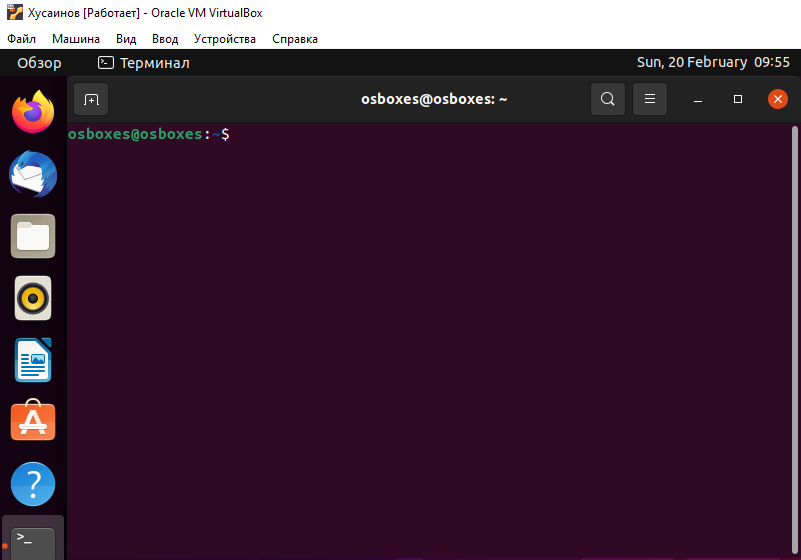 Хусаинов [Работает] - Oracle VM VirtualBox
Файл Машина Вид Ввод Устройства Справка
Обзор Терминал Sun, 20 February 09:55
osboxes@osboxes: ~
osboxes@osboxes:~$
>_